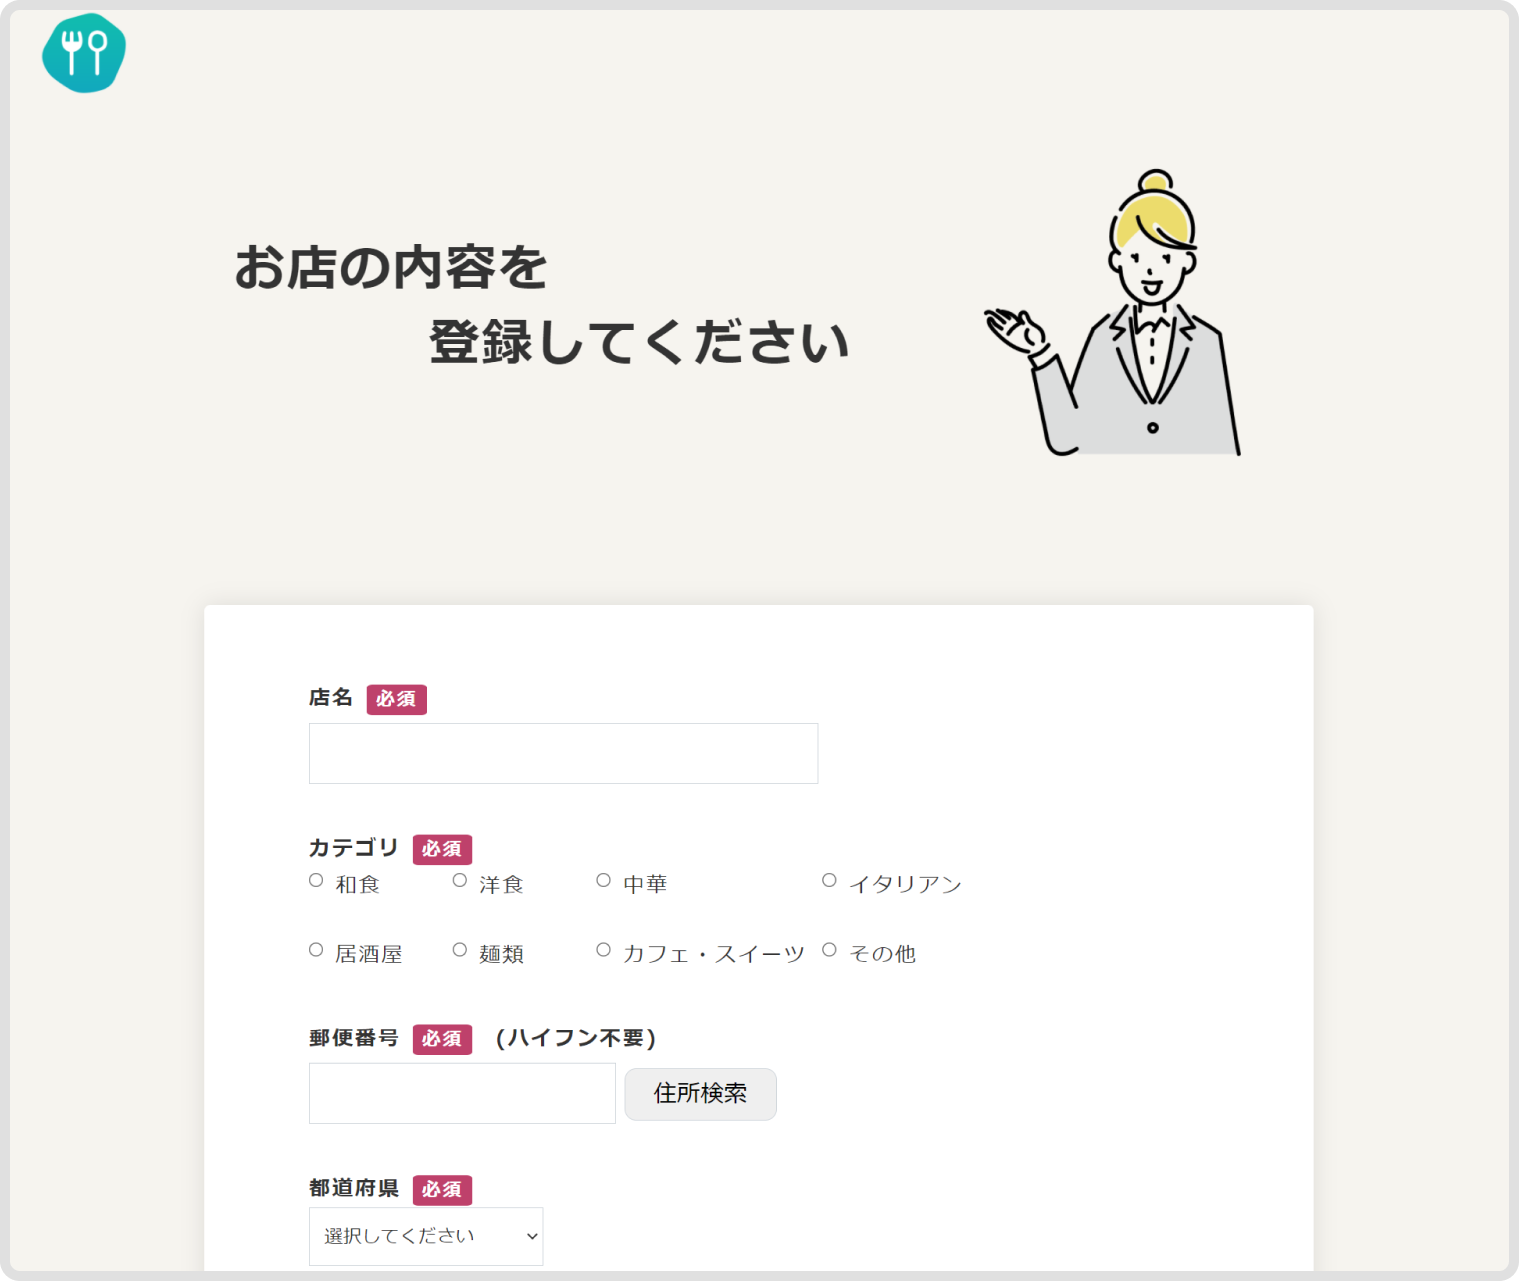 お店の内容を
登録してください
店名 必須
カテゴリ 必須
和食 洋食 中華 イタリアン
居酒屋 麺類 カフェ・スイーツ その他
郵便番号 必須 (ハイフン不要)
住所検索
都道府県 必須
選択してください